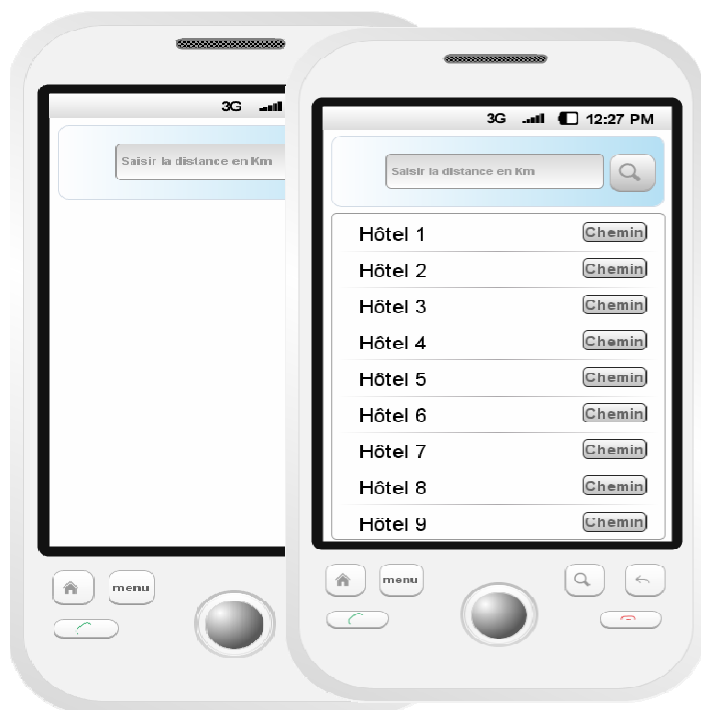 3G
Saisir la distance en Km
menu
3G 12:27 PM
Saisir la distance en Km
Hôtel 1 Chemin
Hôtel 2 Chemin
Hôtel 3 Chemin
Hôtel 4 Chemin
Hôtel 5 Chemin
Hôtel 6 Chemin
Hôtel 7 Chemin
Hôtel 8 Chemin
Hôtel 9 Chemin
menu